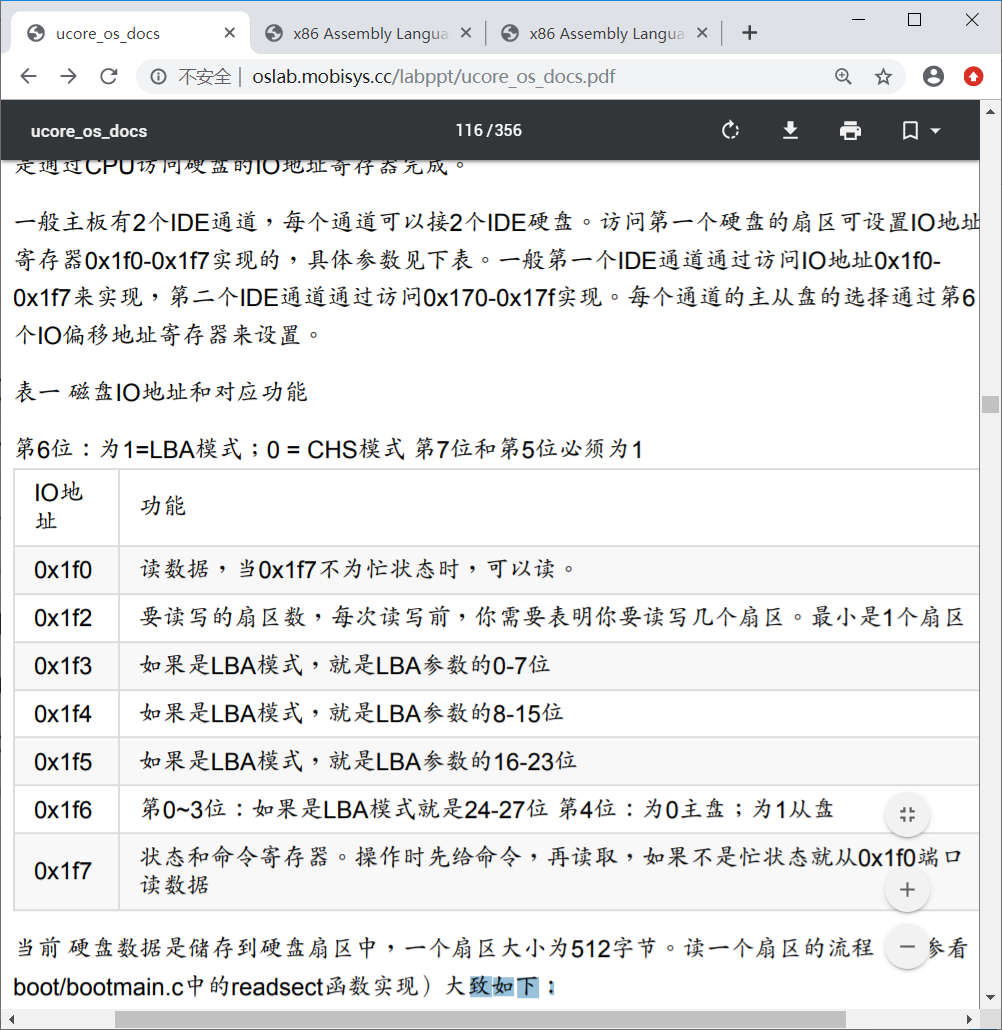 ucore_os_docs
x86 Assembly Langua
x86 Assembly Langua
不安全 | oslab.mobisys.cc/labppt/ucore_os_docs.pdf
ucore_os_docs
116 / 356
是通过CPU访问硬盘的IO地址寄存器完成。
一般主板有2个IDE通道，每个通道可以接2个IDE硬盘。访问第一个硬盘的扇区可设置IO地址
寄存器0x1f0-0x1f7实现的，具体参数见下表。一般第一个IDE通道通过访问IO地址0x1f0-
0x1f7来实现，第二个IDE通道通过访问0x170-0x17f实现。每个通道的主从盘的选择通过第6
个IO偏移地址寄存器来设置。
表一 磁盘IO地址和对应功能
第6位：为1=LBA模式；0 = CHS模式 第7位和第5位必须为1
IO地
址
功能
0x1f0
读数据，当0x1f7不为忙状态时，可以读。
0x1f2
要读写的扇区数，每次读写前，你需要表明你要读写几个扇区。最小是1个扇区
0x1f3
如果是LBA模式，就是LBA参数的0-7位
0x1f4
如果是LBA模式，就是LBA参数的8-15位
0x1f5
如果是LBA模式，就是LBA参数的16-23位
0x1f6
第0~3位：如果是LBA模式就是24-27位 第4位：为0主盘；为1从盘
0x1f7
状态和命令寄存器。操作时先给命令，再读取，如果不是忙状态就从0x1f0端口
读数据
当前 硬盘数据是储存到硬盘扇区中，一个扇区大小为512字节。读一个扇区的流程 参看
boot/bootmain.c中的readsect函数实现）大致如下：